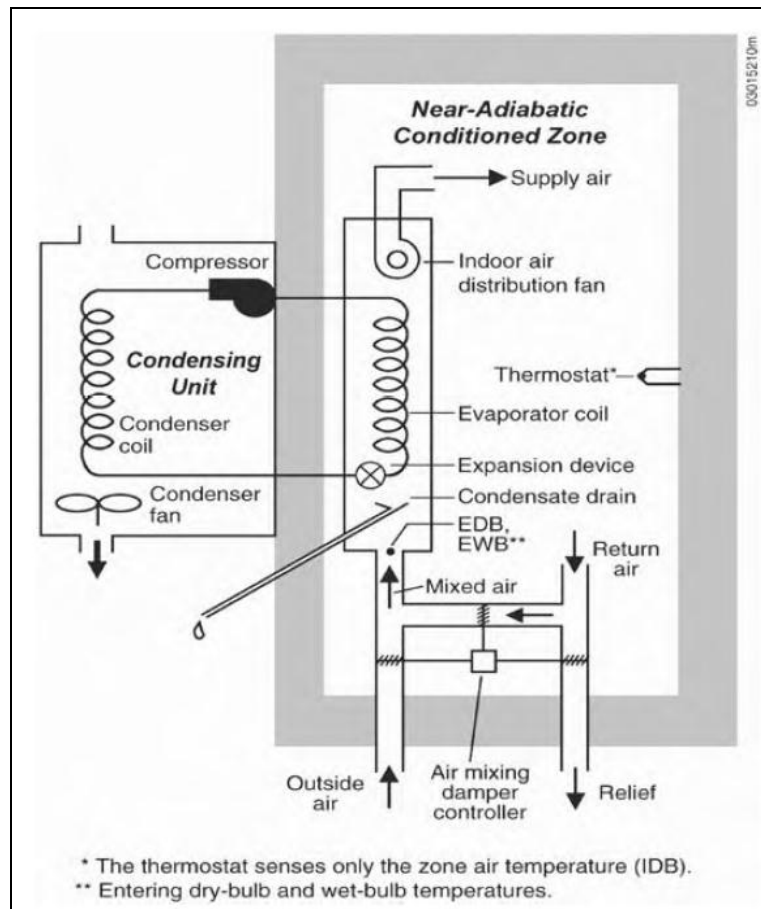 03015210m
Near-Adiabatic
Conditioned Zone
Supply air
Compressor
Indoor air
distribution fan
Condensing
Unit
Thermostat*
Condenser
coil
Evaporator coil
Expansion device
Condenser
fan
Condensate drain
EDB,
EWB**
Return
air
Mixed air
Outside
air
Air mixing
damper
controller
Relief
* The thermostat senses only the zone air temperature (IDB).
** Entering dry-bulb and wet-bulb temperatures.